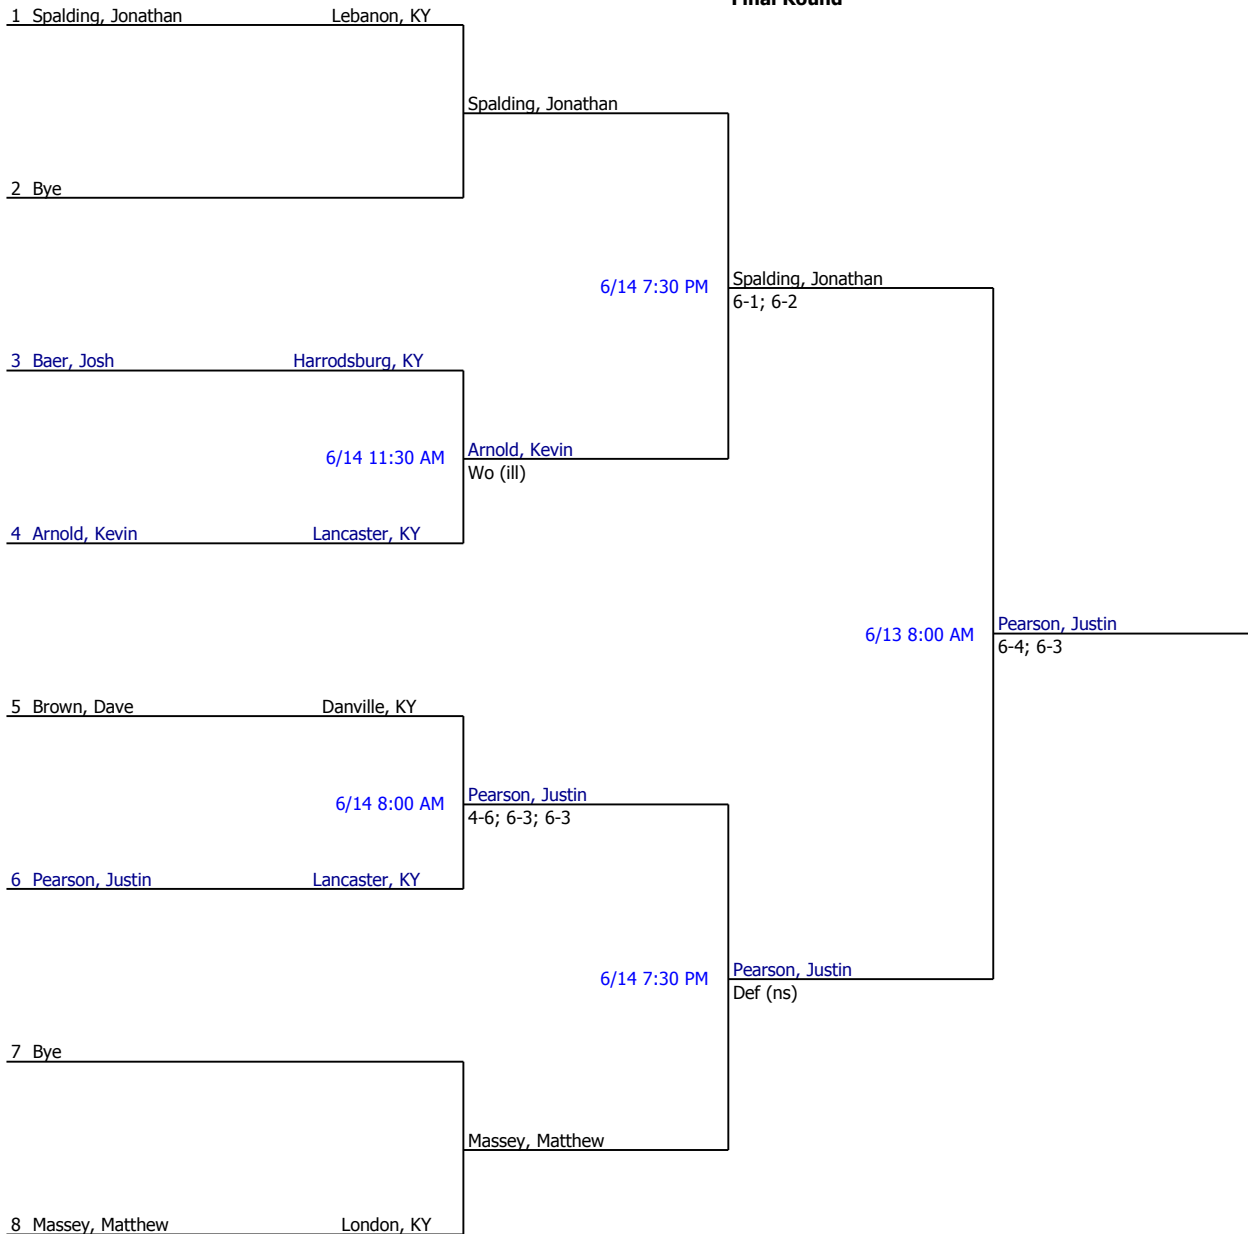 Final Round
1 Spalding, Jonathan Lebanon, KY
Spalding, Jonathan
2 Bye
6/14 7:30 PM
Spalding, Jonathan
6-1; 6-2
3 Baer, Josh Harrodsburg, KY
6/14 11:30 AM
Arnold, Kevin
Wo (ill)
4 Arnold, Kevin Lancaster, KY
6/13 8:00 AM
Pearson, Justin
6-4; 6-3
5 Brown, Dave Danville, KY
6/14 8:00 AM
Pearson, Justin
4-6; 6-3; 6-3
6 Pearson, Justin Lancaster, KY
6/14 7:30 PM
Pearson, Justin
Def (ns)
7 Bye
Massey, Matthew
8 Massey, Matthew London, KY